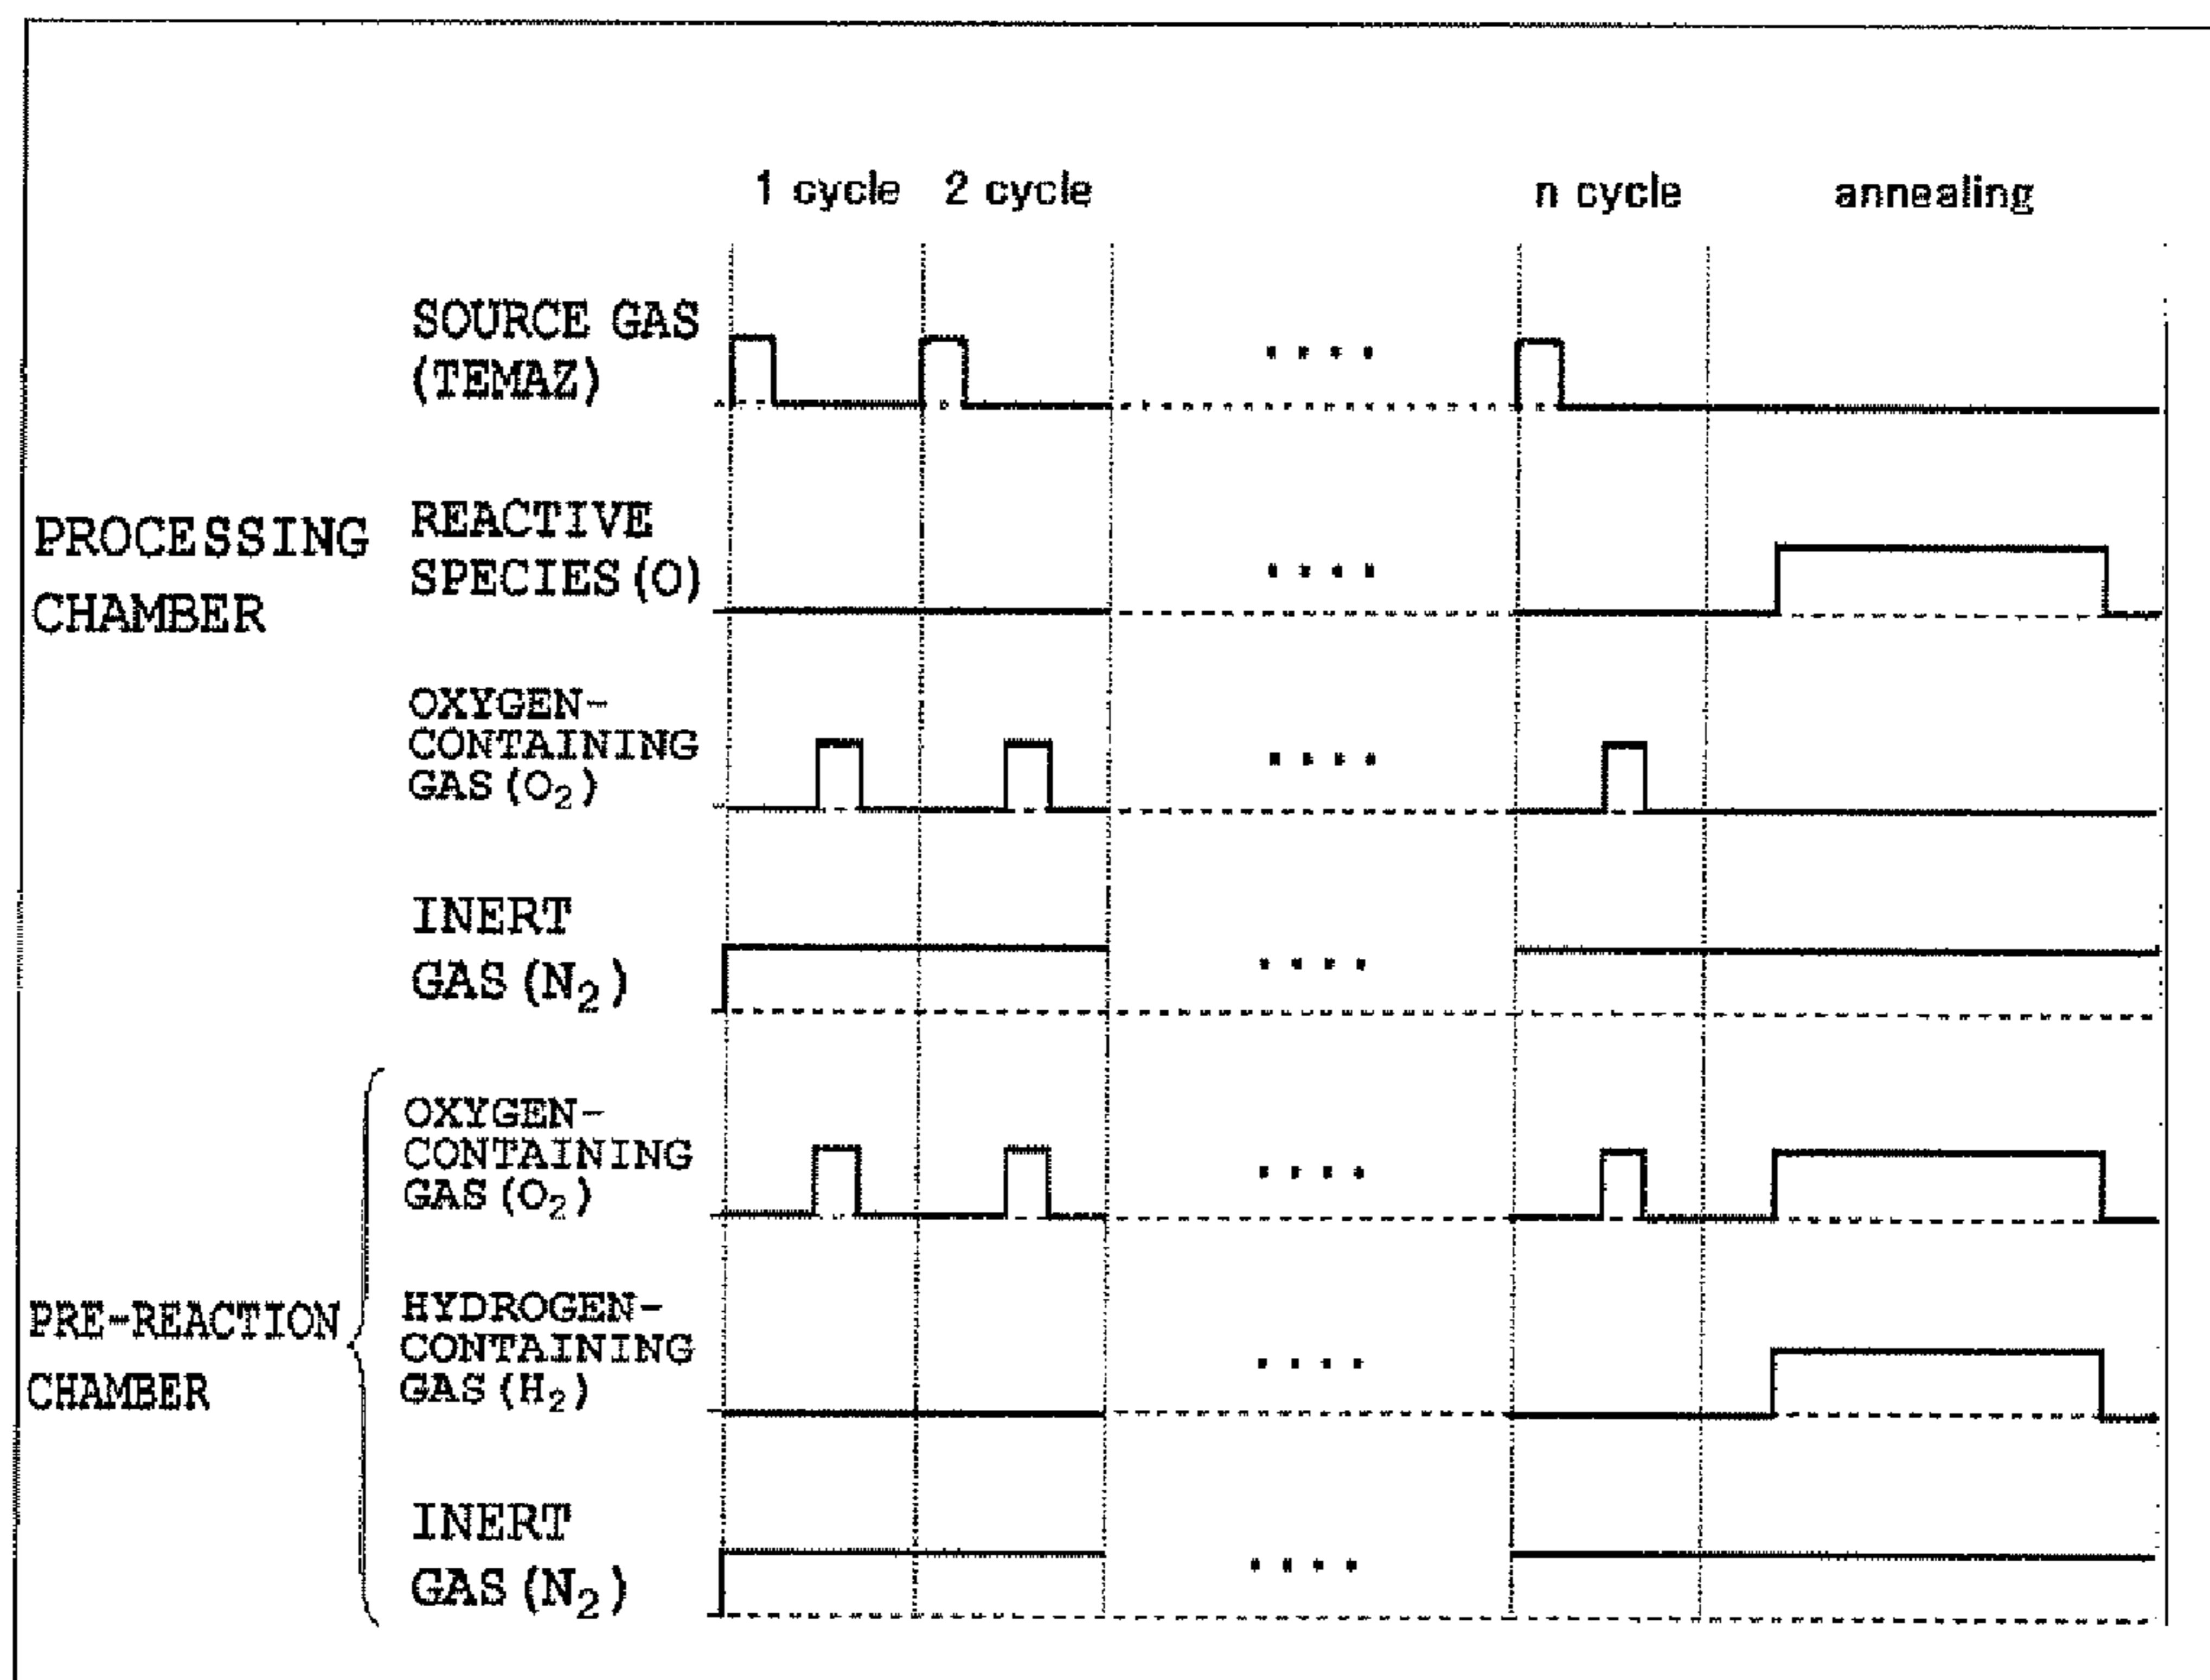 1 cycle 2 cycle n cycle annealing
SOURCE GAS
(TEMAZ)
PROCESSING
CHAMBER
REACTIVE
SPECIES (O)
OXYGEN-
CONTAINING
GAS (O₂)
INERT
GAS (N₂)
PRE-REACTION
CHAMBER
OXYGEN-
CONTAINING
GAS (O₂)
HYDROGEN-
CONTAINING
GAS (H₂)
INERT
GAS (N₂)